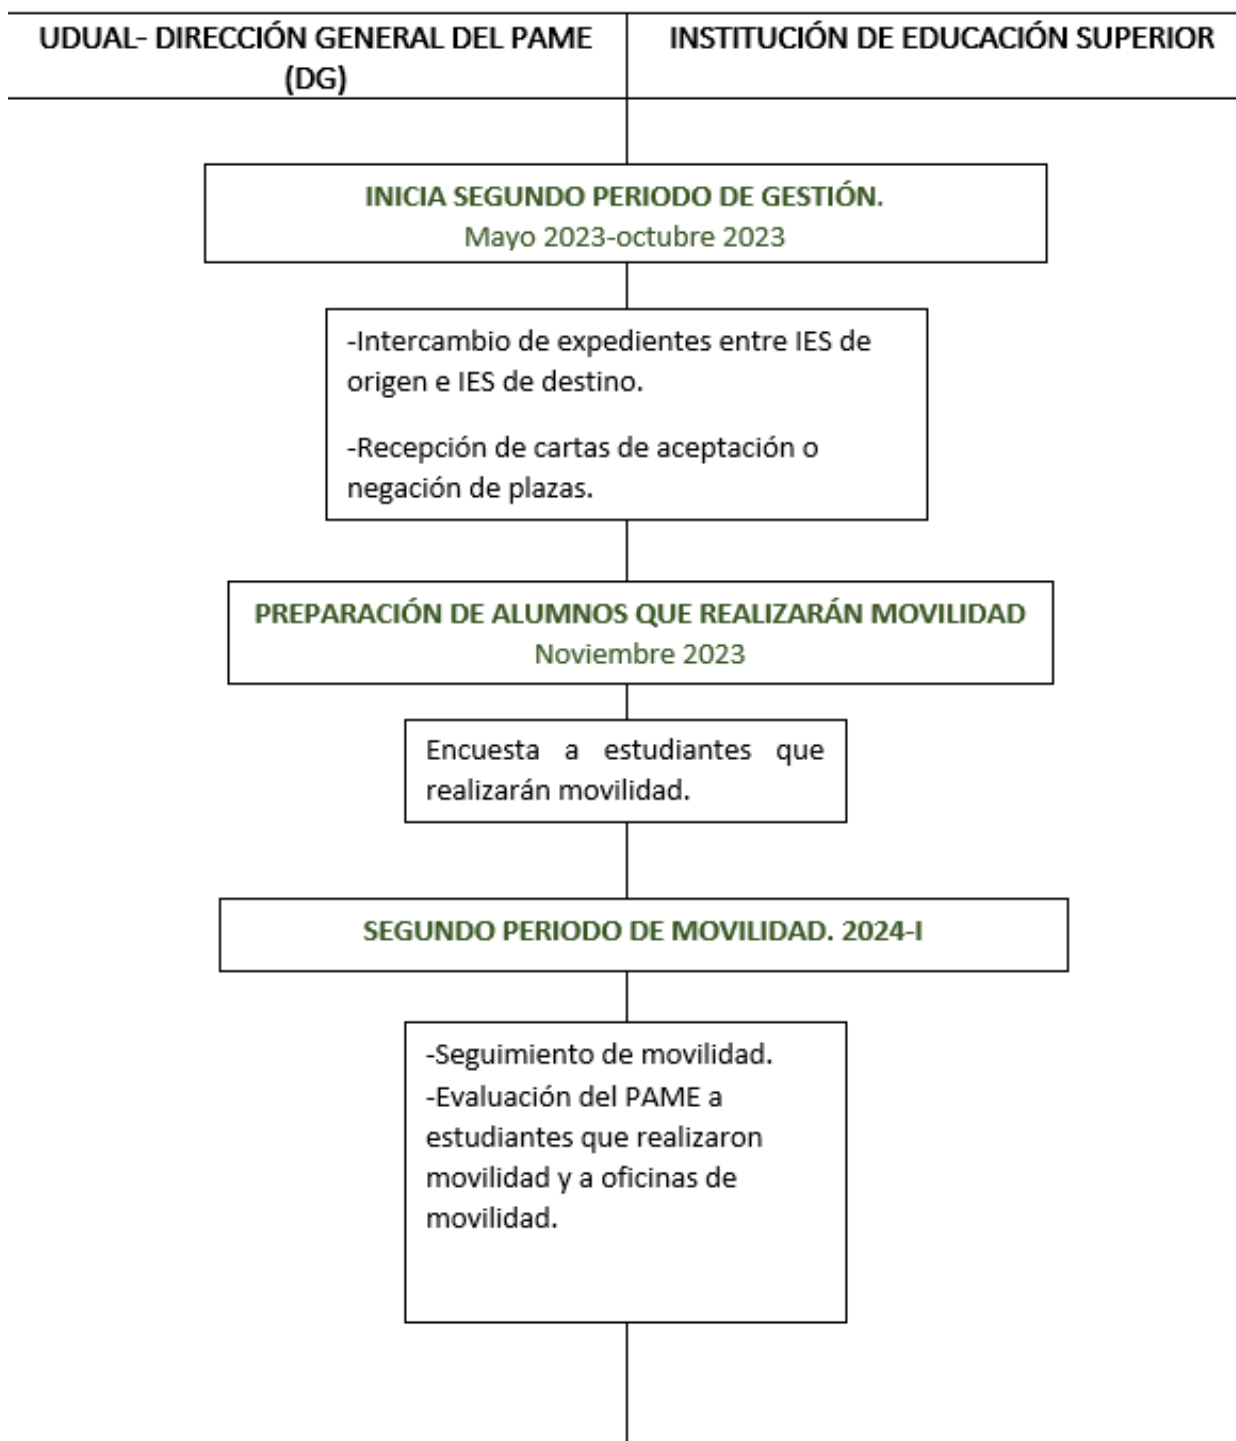 UDUAL- DIRECCIÓN GENERAL DEL PAME
(DG)
INSTITUCIÓN DE EDUCACIÓN SUPERIOR
INICIA SEGUNDO PERIODO DE GESTIÓN.
Mayo 2023-octubre 2023
-Intercambio de expedientes entre IES de
origen e IES de destino.
-Recepción de cartas de aceptación o
negación de plazas.
PREPARACIÓN DE ALUMNOS QUE REALIZARÁN MOVILIDAD
Noviembre 2023
Encuesta a estudiantes que
realizarán movilidad.
SEGUNDO PERIODO DE MOVILIDAD. 2024-I
-Seguimiento de movilidad.
-Evaluación del PAME a
estudiantes que realizaron
movilidad y a oficinas de
movilidad.